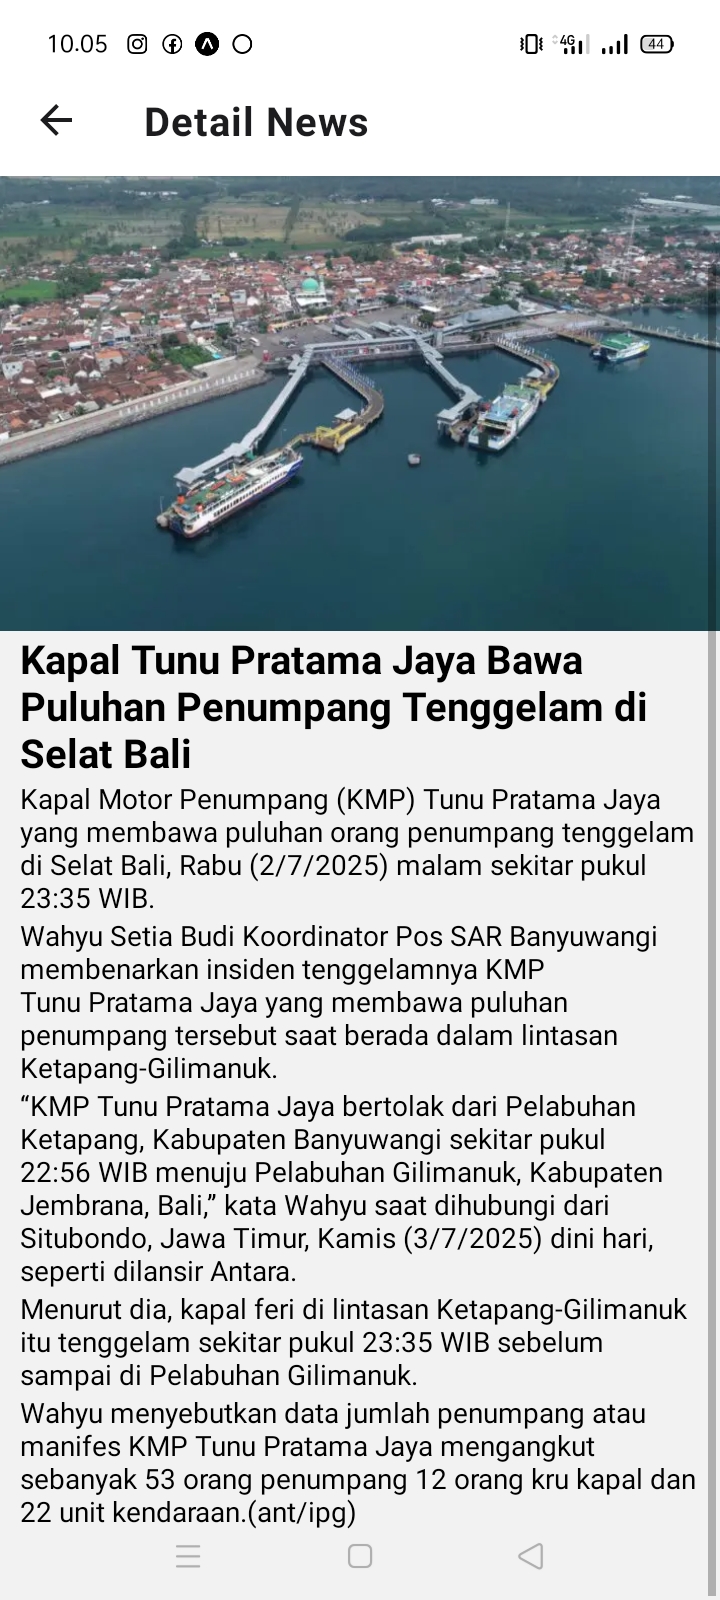 10.05
4G
44
Detail News
Kapal Tunu Pratama Jaya Bawa
Puluhan Penumpang Tenggelam di
Selat Bali
Kapal Motor Penumpang (KMP) Tunu Pratama Jaya
yang membawa puluhan orang penumpang tenggelam
di Selat Bali, Rabu (2/7/2025) malam sekitar pukul
23:35 WIB.
Wahyu Setia Budi Koordinator Pos SAR Banyuwangi
membenarkan insiden tenggelamnya KMP
Tunu Pratama Jaya yang membawa puluhan
penumpang tersebut saat berada dalam lintasan
Ketapang-Gilimanuk.
“KMP Tunu Pratama Jaya bertolak dari Pelabuhan
Ketapang, Kabupaten Banyuwangi sekitar pukul
22:56 WIB menuju Pelabuhan Gilimanuk, Kabupaten
Jembrana, Bali,” kata Wahyu saat dihubungi dari
Situbondo, Jawa Timur, Kamis (3/7/2025) dini hari,
seperti dilansir Antara.
Menurut dia, kapal feri di lintasan Ketapang-Gilimanuk
itu tenggelam sekitar pukul 23:35 WIB sebelum
sampai di Pelabuhan Gilimanuk.
Wahyu menyebutkan data jumlah penumpang atau
manifes KMP Tunu Pratama Jaya mengangkut
sebanyak 53 orang penumpang 12 orang kru kapal dan
22 unit kendaraan.(ant/ipg)